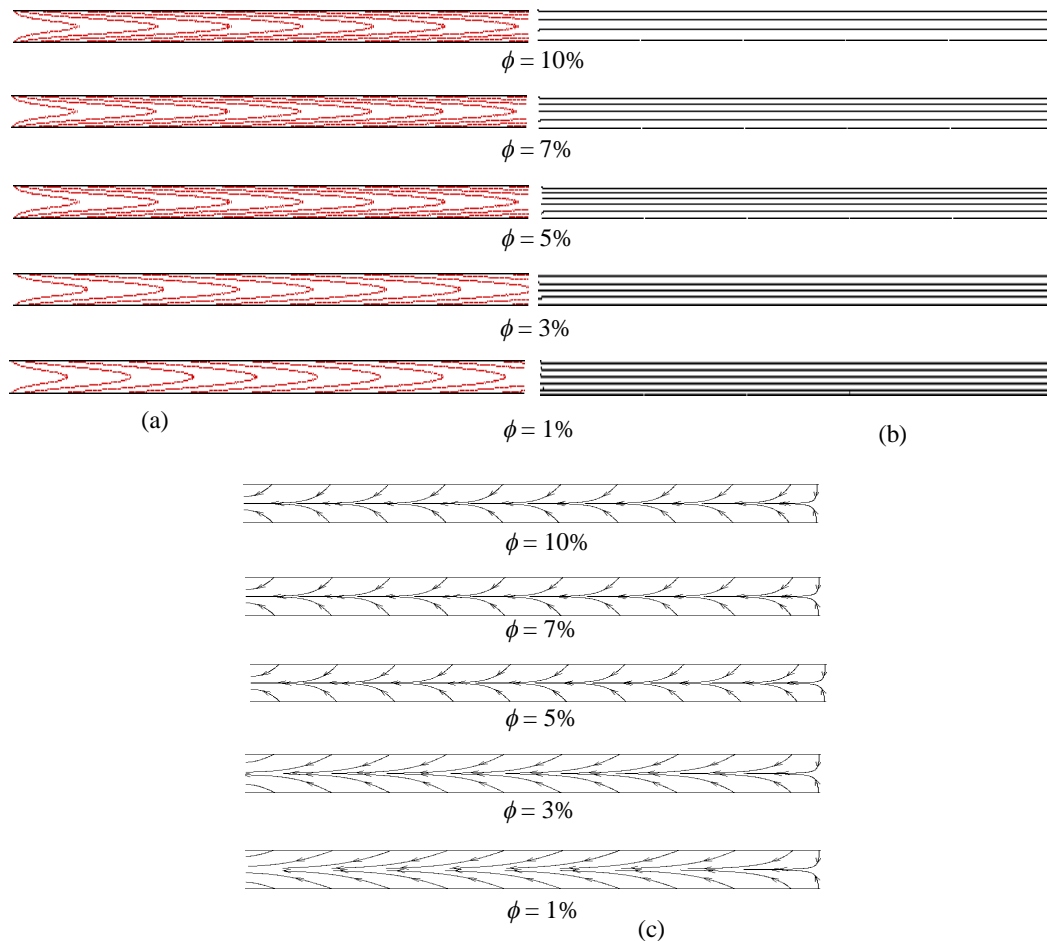 ϕ = 10%
ϕ = 7%
ϕ = 5%
ϕ = 3%
(a)
(b)
ϕ = 1%
ϕ = 10%
ϕ = 7%
ϕ = 5%
ϕ = 3%
ϕ = 1%
(c)